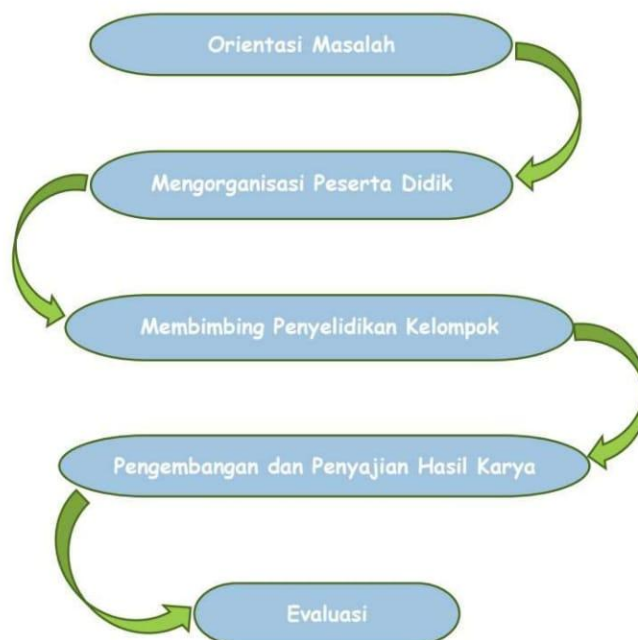 Orientasi Masalah
Mengorganisasi Peserta Didik
Membimbing Penyelidikan Kelompok
Pengembangan dan Penyajian Hasil Karya
Evaluasi